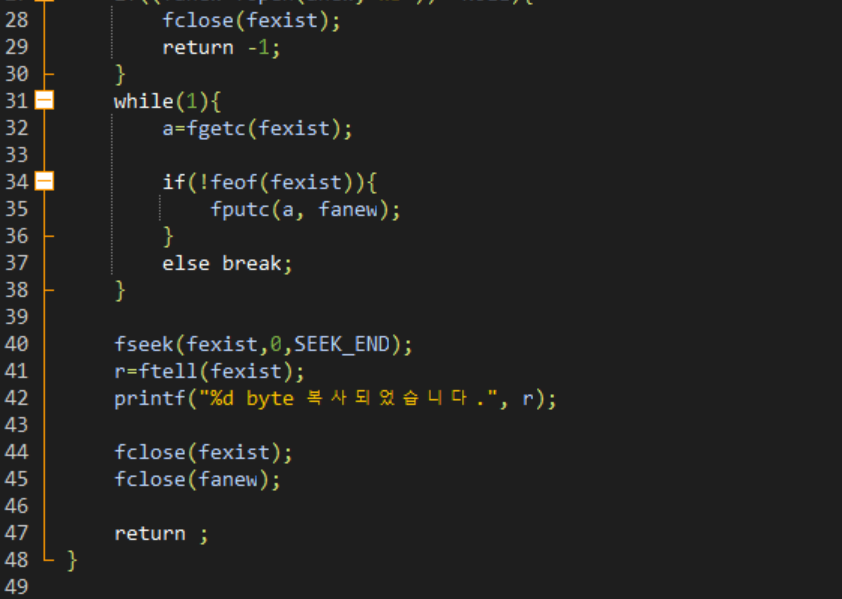 28 fclose(fexist);
29 return -1;
30 }
31 while(1){
32 a=fgetc(fexist);
33
34 if(!feof(fexist)){
35 fputc(a, fanew);
36 }
37 else break;
38 }
39
40 fseek(fexist,0,SEEK_END);
41 r=ftell(fexist);
42 printf("%d byte 복사되었습니다.", r);
43
44 fclose(fexist);
45 fclose(fanew);
46
47 return ;
48 }
49